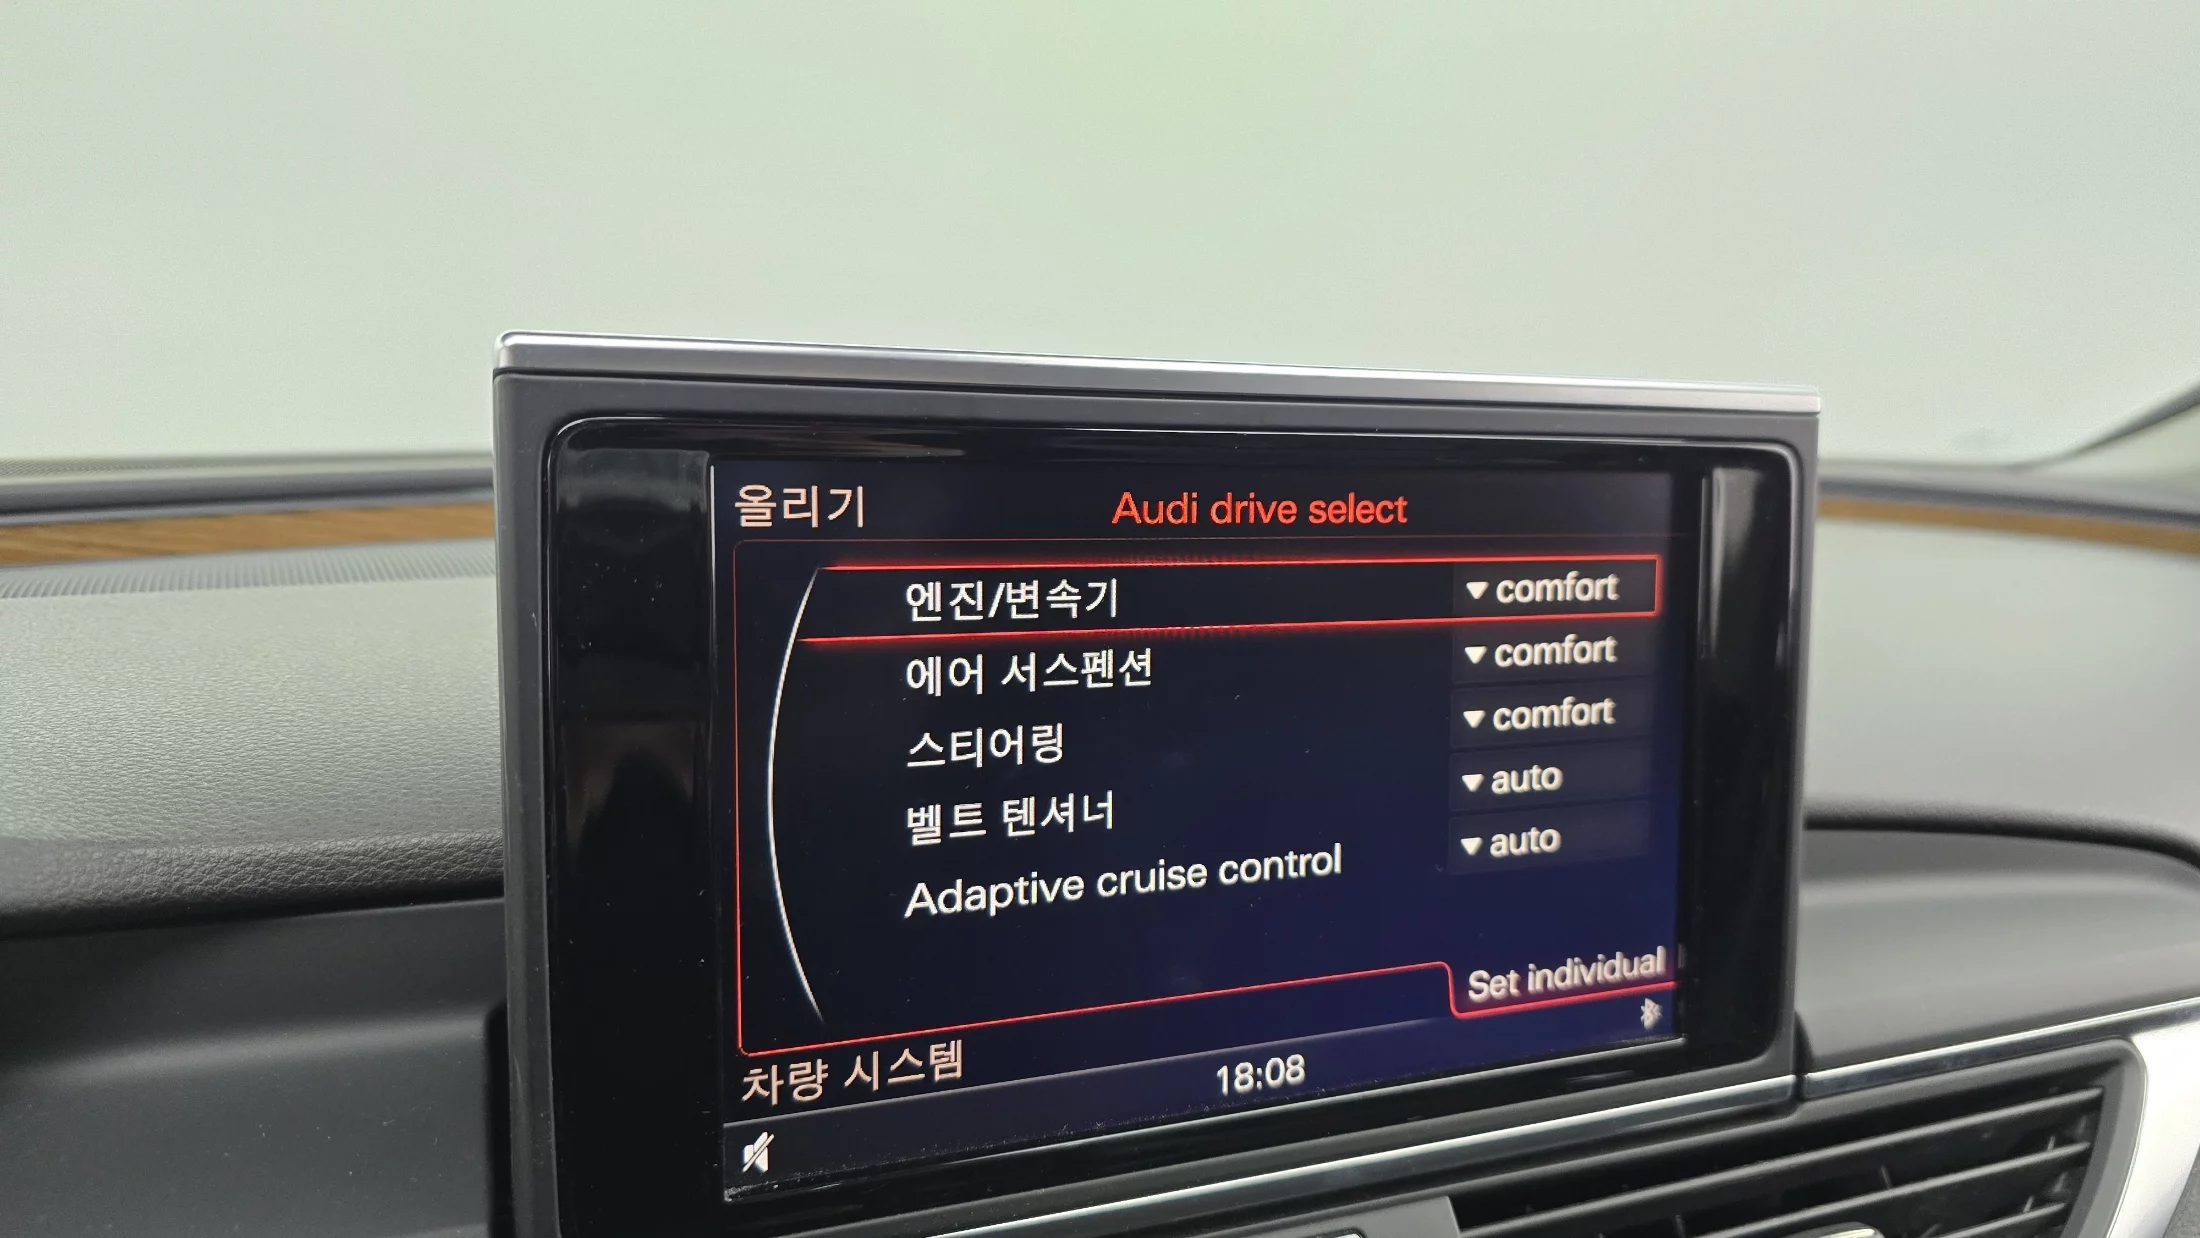 올리기 Audi drive select
엔진/변속기 comfort
에어 서스펜션 comfort
스티어링 comfort
벨트 텐셔너 auto
Adaptive cruise control auto
Set individual
차량 시스템 18:08